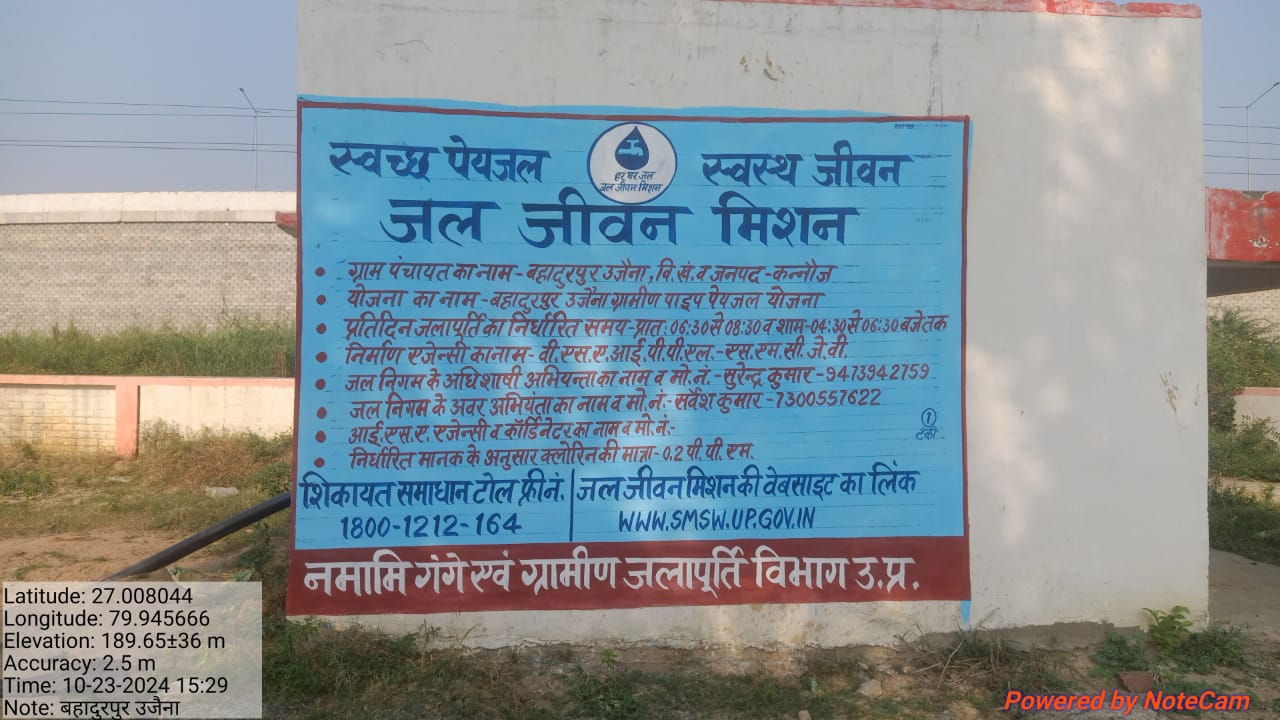 स्वच्छ पेयजल
हर घर जल
जल जीवन मिशन
स्वस्थ जीवन
जल जीवन मिशन
• ग्राम पंचायत का नाम - बहादुरपुर उजैना, वि.खं. व जनपद - कन्नौज
• योजना का नाम - बहादुरपुर उजैना ग्रामीण पाइप पेयजल योजना
• प्रतिदिन जलापूर्ति का निर्धारित समय - प्रातः 06:30 से 08:30 व शाम - 04:30 से 06:30 बजे तक
• निर्माण एजेन्सी का नाम - वी.एस.ए.आई.पी.पी.एल. - एस.एम.सी.जे.वी.
• जल निगम के अधिशाषी अभियन्ता का नाम व मो.नं. - सुरेन्द्र कुमार - 9473942759
• जल निगम के अवर अभियंता का नाम व मो.नं. - सर्वेश कुमार - 7300557622
• आई.एस.ए. एजेन्सी व कॉर्डिनेटर का नाम व मो.नं. -
• निर्धारित मानक के अनुसार क्लोरिन की मात्रा - 0.2 पी.पी.एम.
① टंकी
शिकायत समाधान टोल फ्री नं.
1800-1212-164
जल जीवन मिशन की वेबसाइट का लिंक
WWW.SMSW.UP.GOV.IN
नमामि गंगे एवं ग्रामीण जलापूर्ति विभाग उ.प्र.
Latitude: 27.008044
Longitude: 79.945666
Elevation: 189.65±36 m
Accuracy: 2.5 m
Time: 10-23-2024 15:29
Note: बहादुरपुर उजैना
Powered by NoteCam